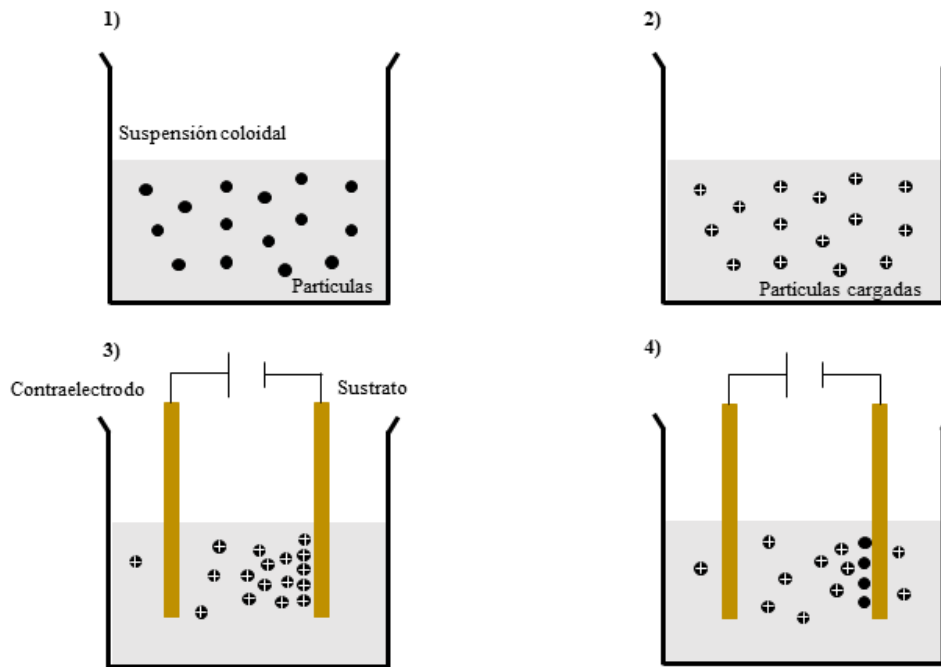 1)
2)
Suspensión coloidal
Partículas
Partículas cargadas
3)
4)
Contraelectrodo
Sustrato